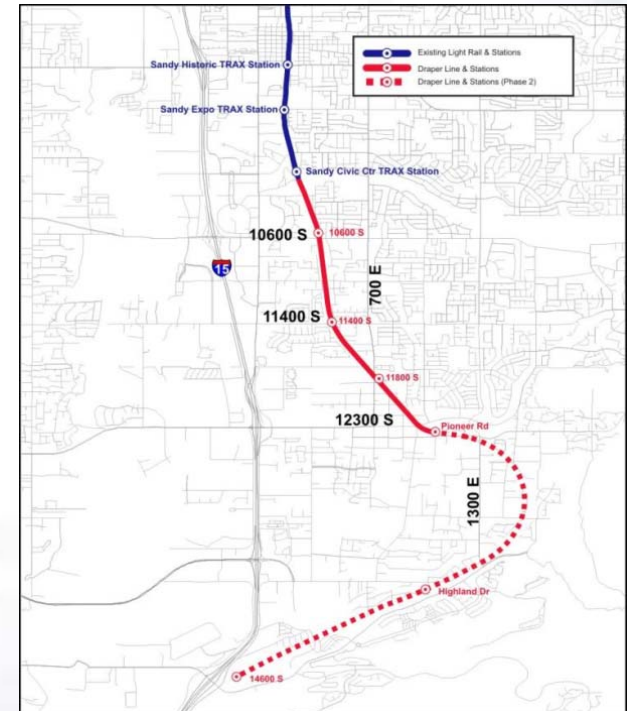 Existing Light Rail & Stations
Draper Line & Stations
Draper Line & Stations (Phase 2)
Sandy Historic TRAX Station
Sandy Expo TRAX Station
Sandy Civic Ctr TRAX Station
10600 S
10600 S
15
700 E
11400 S
11400 S
11800 S
12300 S
Pioneer Rd
1300 E
Highland Dr
14600 S